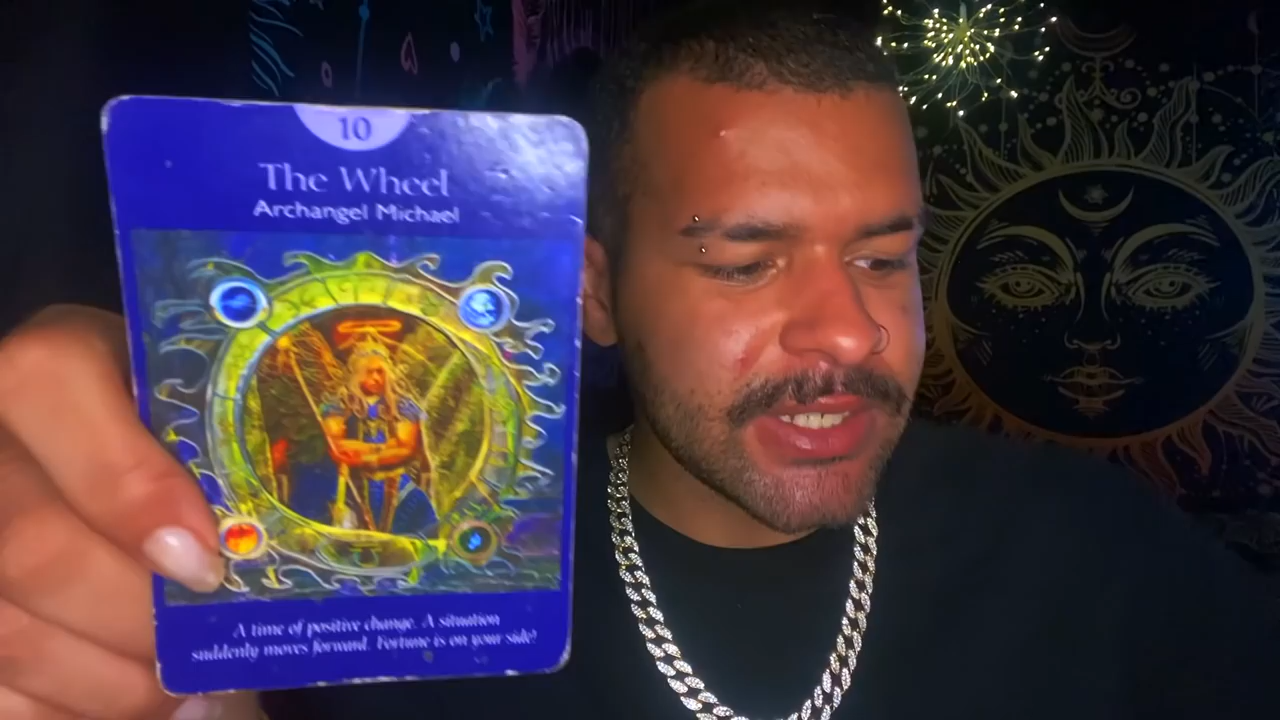 10
The Wheel
Archangel Michael
A time of positive change. A situation
suddenly moves forward. Fortune is on your side!